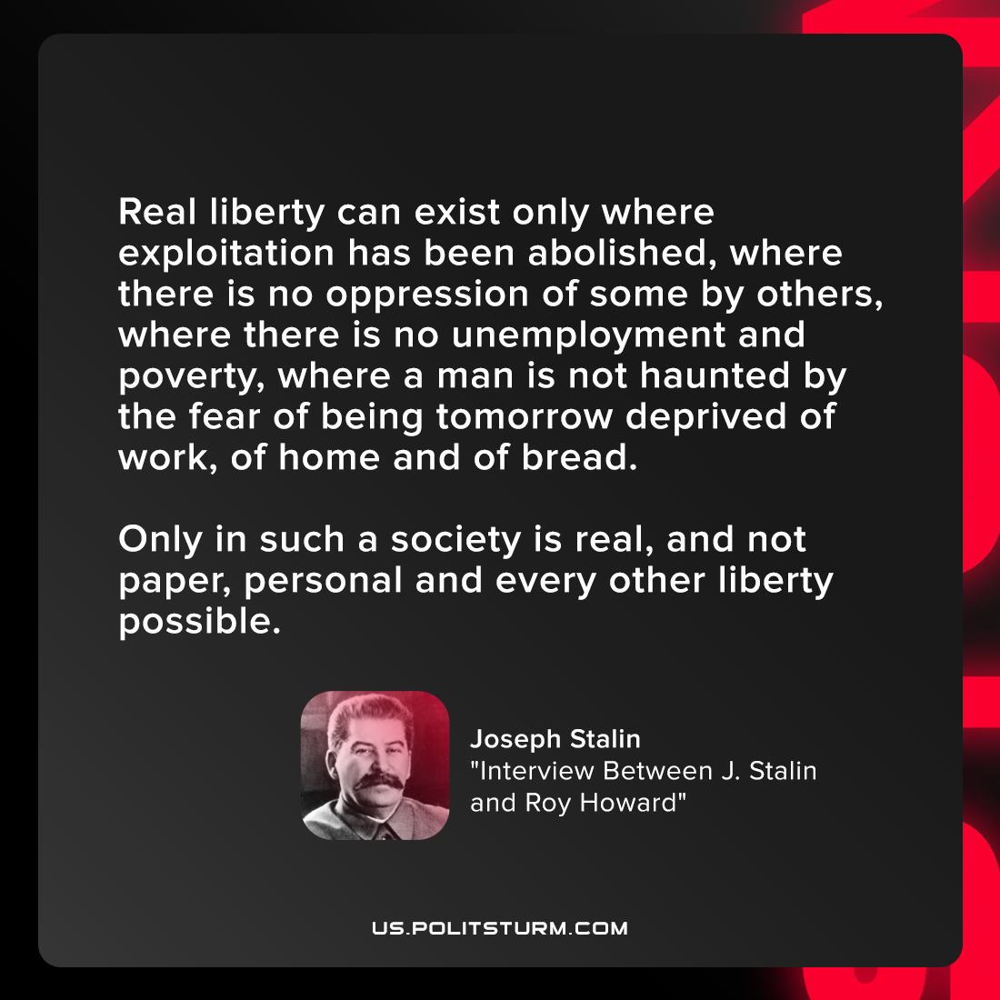 Real liberty can exist only where
exploitation has been abolished, where
there is no oppression of some by others,
where there is no unemployment and
poverty, where a man is not haunted by
the fear of being tomorrow deprived of
work, of home and of bread.
Only in such a society is real, and not
paper, personal and every other liberty
possible.
Joseph Stalin
"Interview Between J. Stalin
and Roy Howard"
US.POLITSTURM.COM